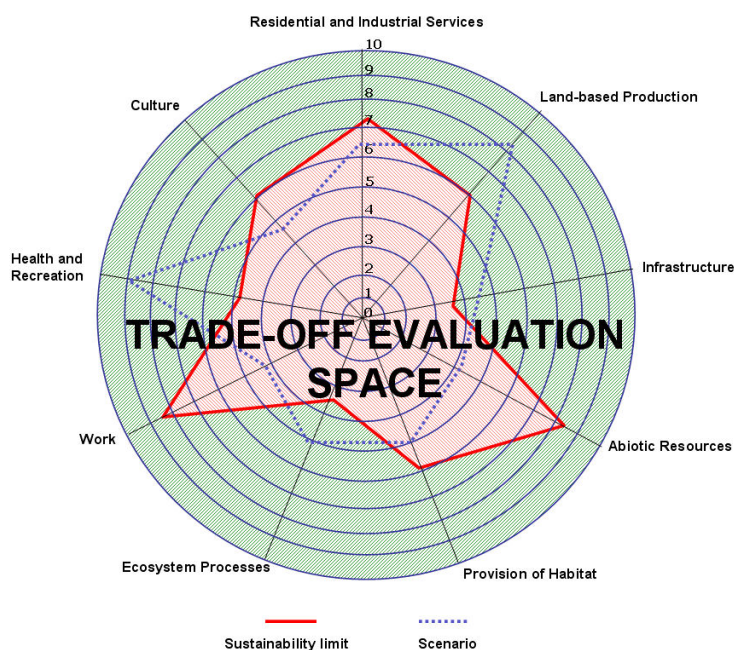 Residential and Industrial Services
10
9
8
7
6
5
4
3
2
1
0
Culture
Land-based Production
Health and
Recreation
Infrastructure
TRADE-OFF EVALUATION
SPACE
Work
Abiotic Resources
Ecosystem Processes
Provision of Habitat
Sustainability limit
Scenario